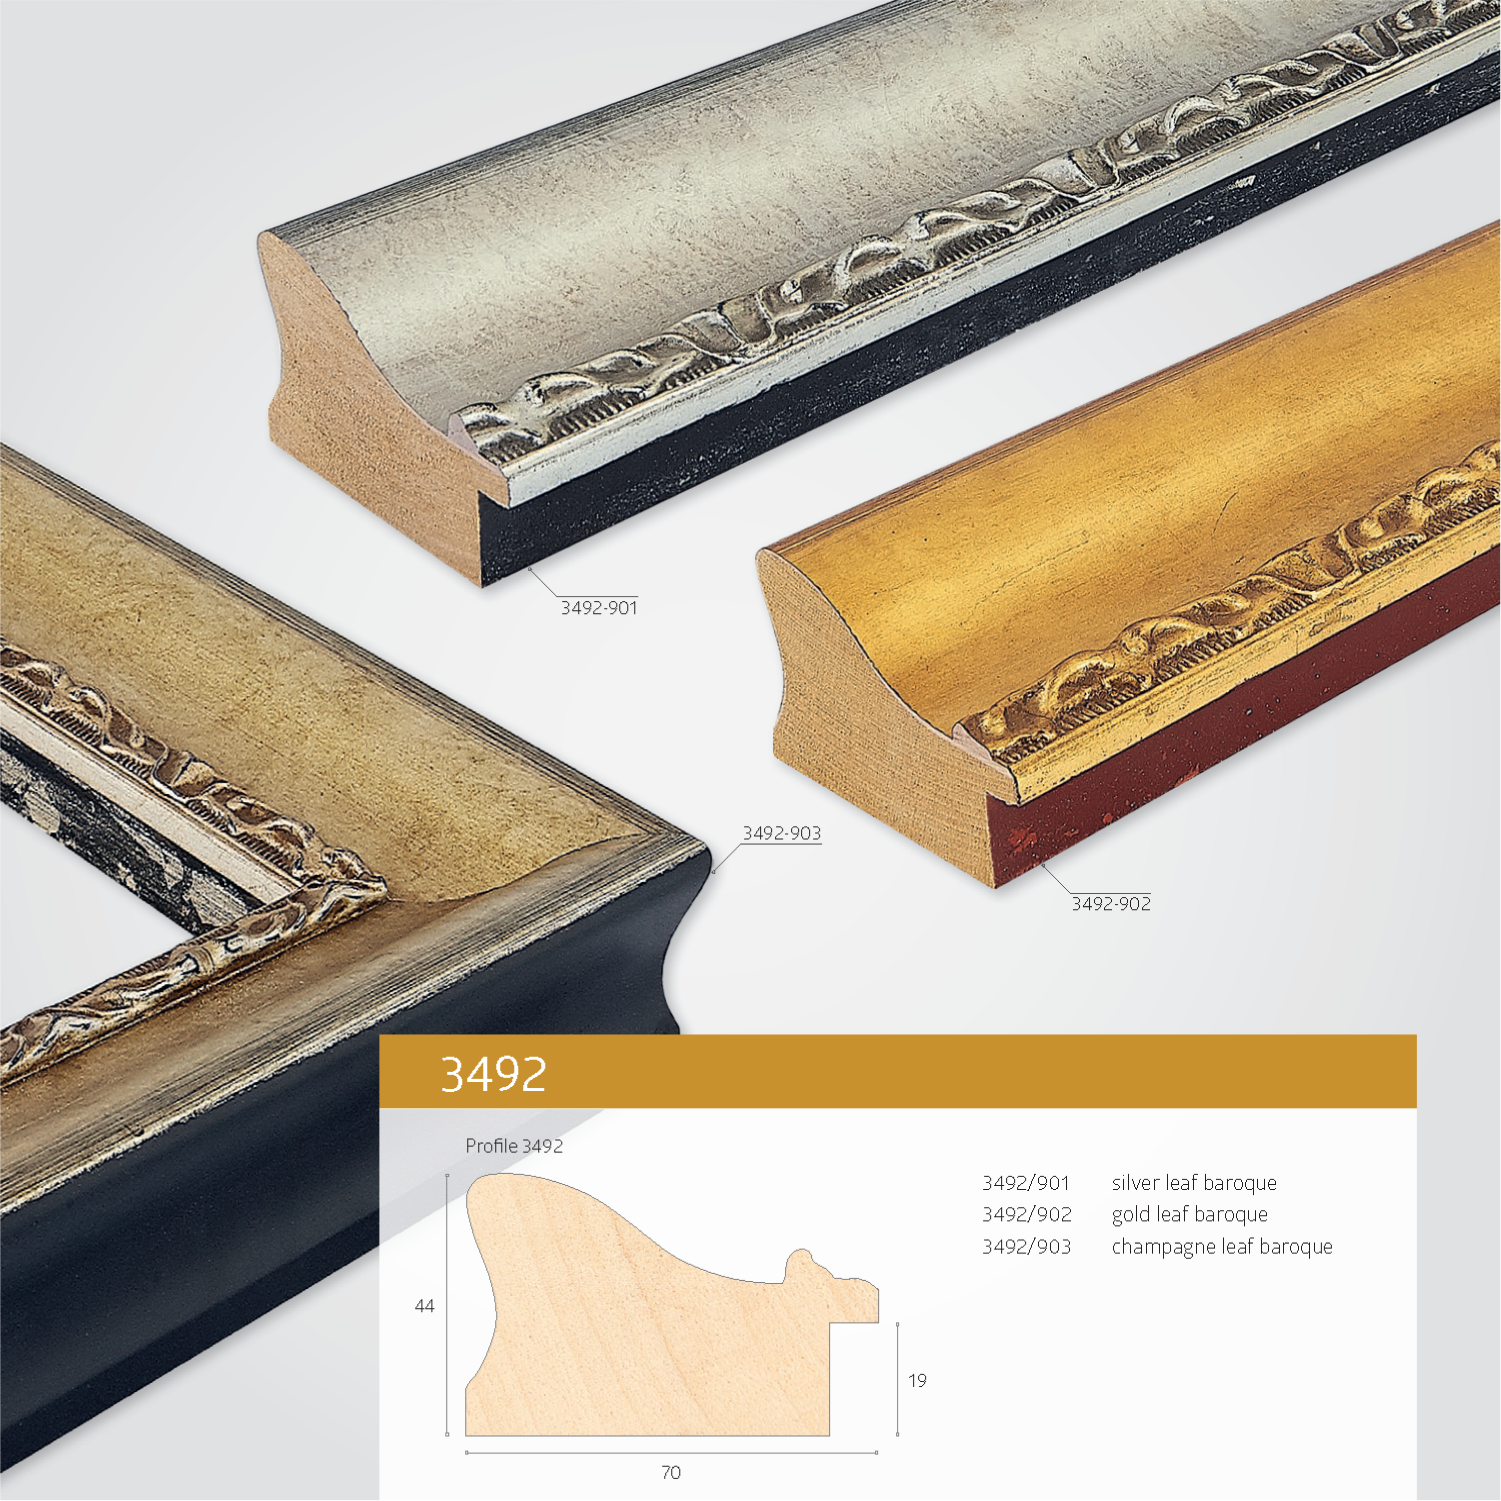 3492-901
3492-903
3492-902
3492
Profile 3492
3492/901 silver leaf baroque
3492/902 gold leaf baroque
3492/903 champagne leaf baroque
44
19
70